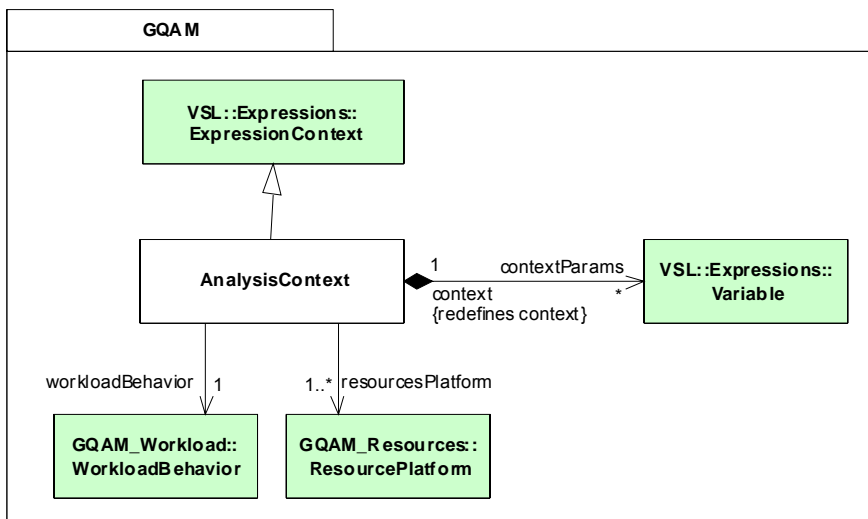 GQAM
VSL::Expressions::
ExpressionContext
AnalysisContext
1
contextParams
context
*
{redefines context}
VSL::Expressions::
Variable
workloadBehavior
1
1..*
resourcesPlatform
GQAM_Workload::
WorkloadBehavior
GQAM_Resources::
ResourcePlatform